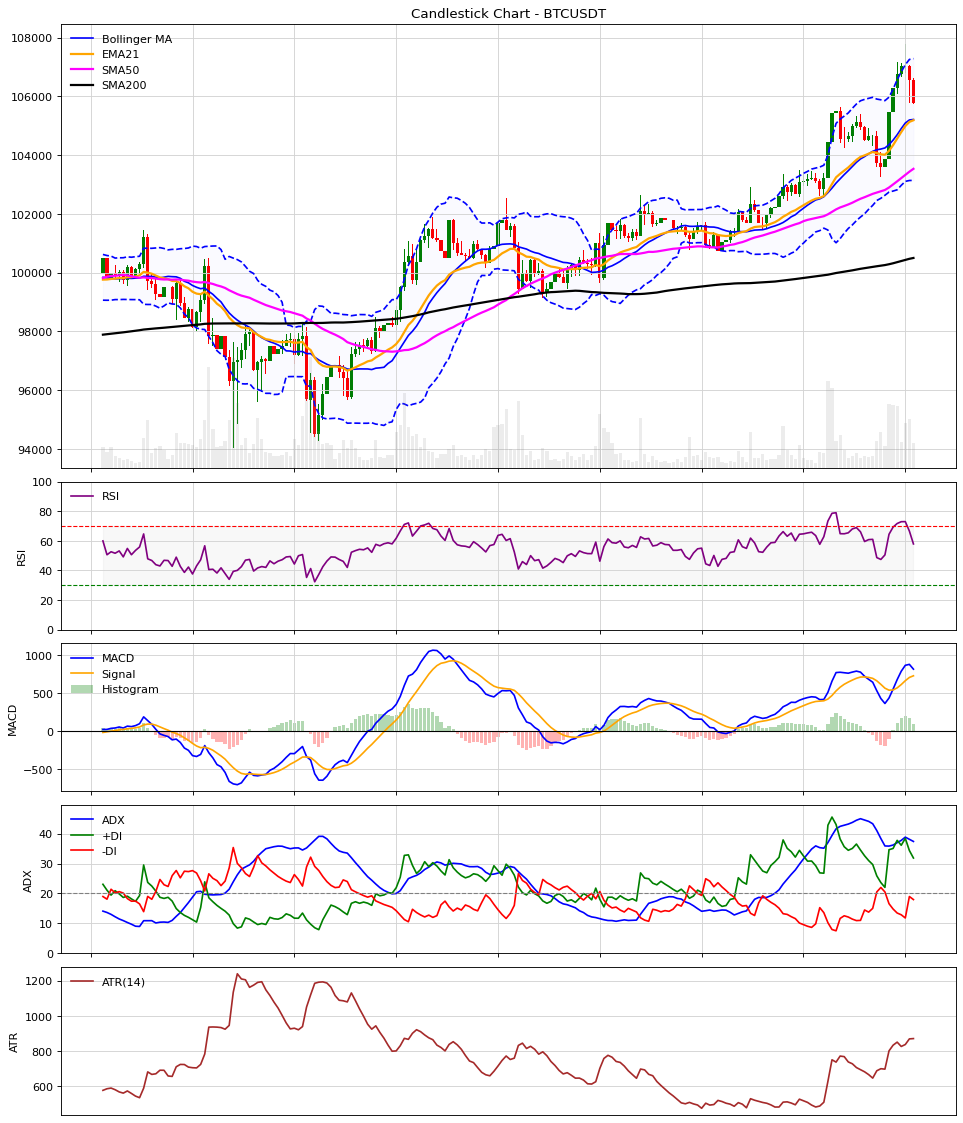 Candlestick Chart - BTCUSDT
108000
106000
104000
102000
100000
98000
96000
94000
Bollinger MA
EMA21
SMA50
SMA200
RSI
100
80
60
40
20
0
RSI
MACD
1000
500
0
−500
MACD
Signal
Histogram
ADX
40
30
20
10
0
ADX
+DI
-DI
ATR
1200
1000
800
600
ATR(14)